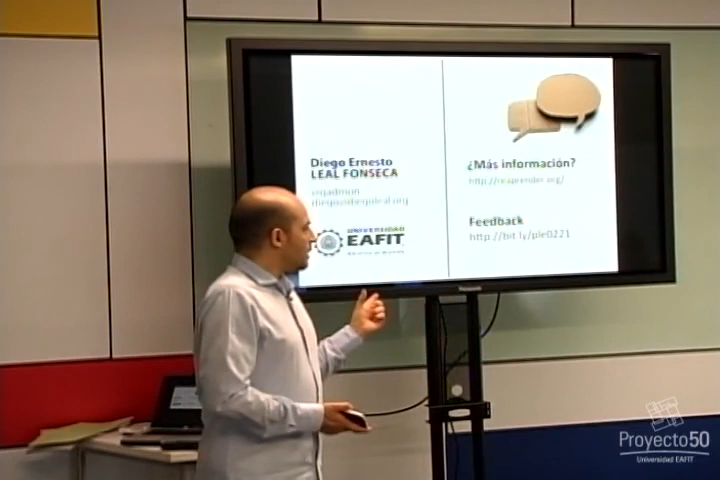 Diego Ernesto
LEAL FONSECA
UNIVERSIDAD
EAFIT
¿Más información?
http://reaprender.org/
Feedback
http://bit.ly/ple0221
Panasonic
Proyecto50
Universidad EAFIT